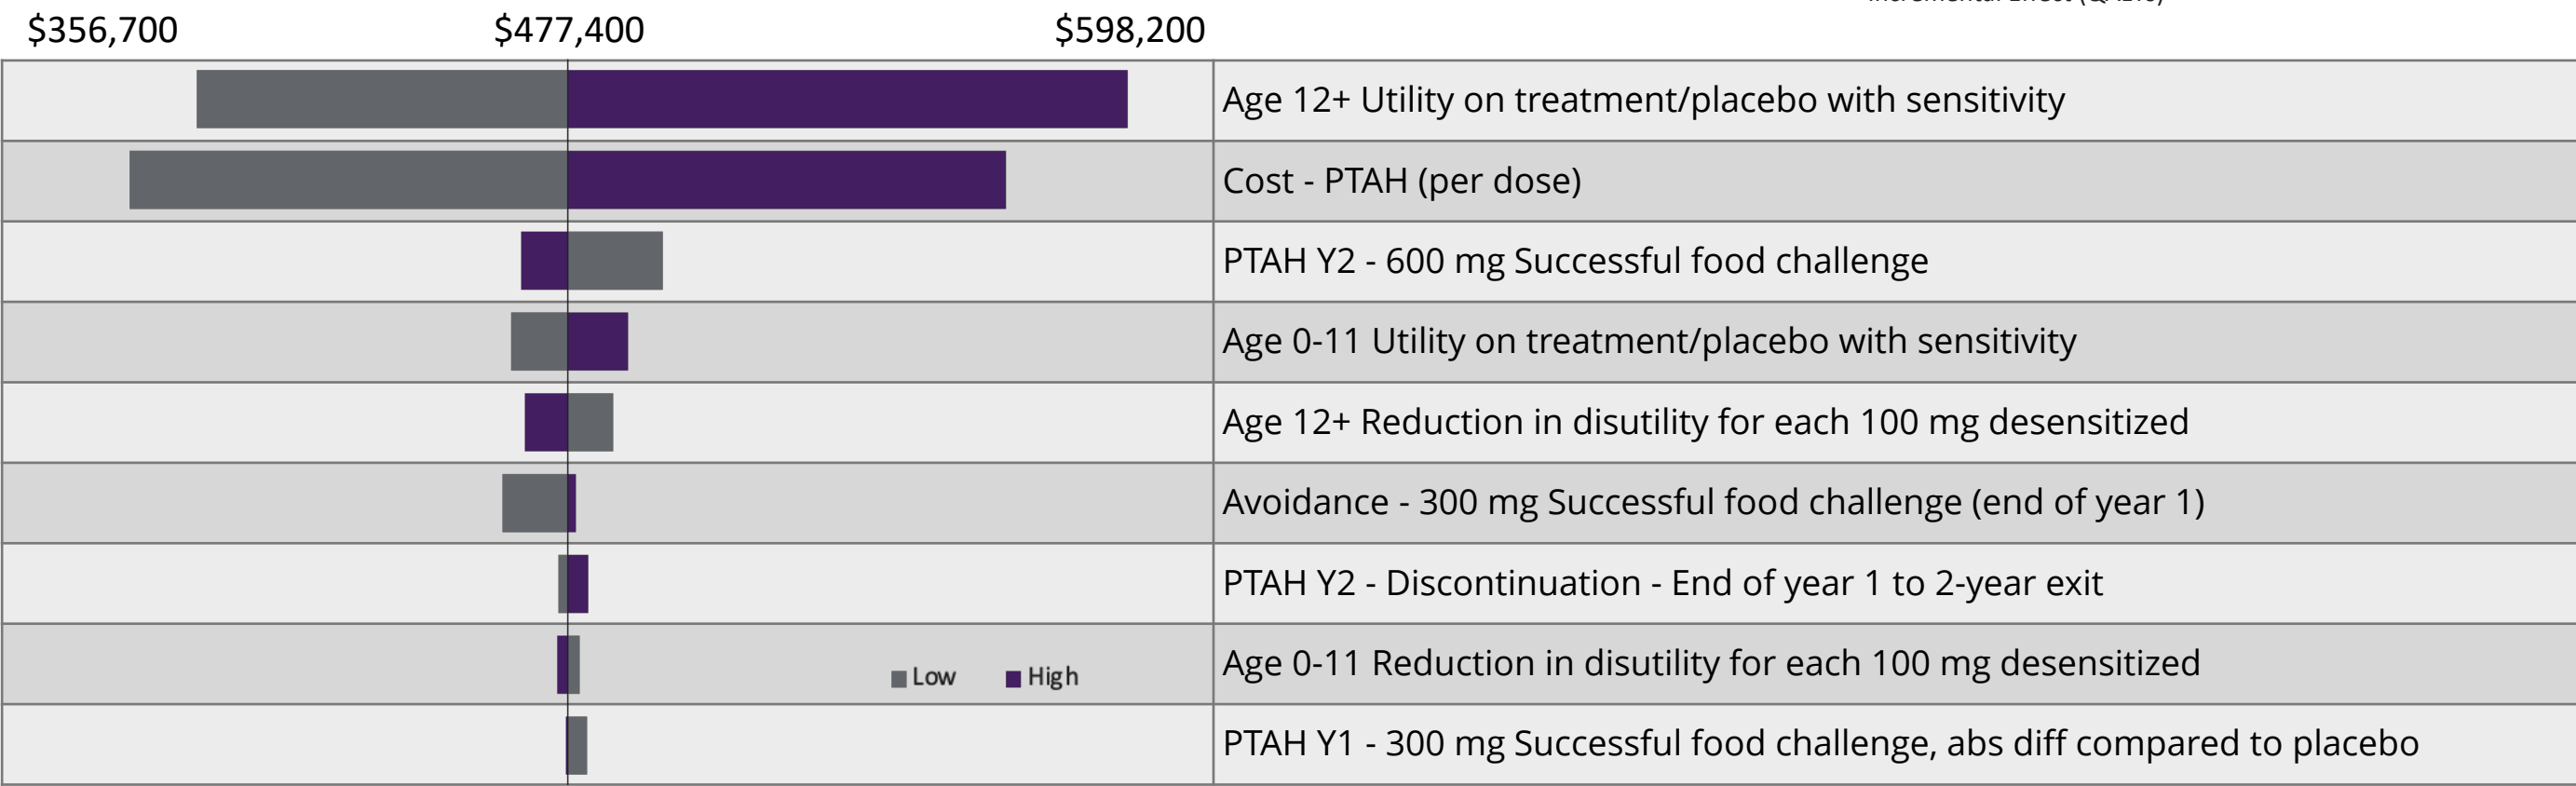 $356,700 $477,400 $598,200
Age 12+ Utility on treatment/placebo with sensitivity
Cost - PTAH (per dose)
PTAH Y2 - 600 mg Successful food challenge
Age 0-11 Utility on treatment/placebo with sensitivity
Age 12+ Reduction in disutility for each 100 mg desensitized
Avoidance - 300 mg Successful food challenge (end of year 1)
PTAH Y2 - Discontinuation - End of year 1 to 2-year exit
Age 0-11 Reduction in disutility for each 100 mg desensitized
Low High
PTAH Y1 - 300 mg Successful food challenge, abs diff compared to placebo